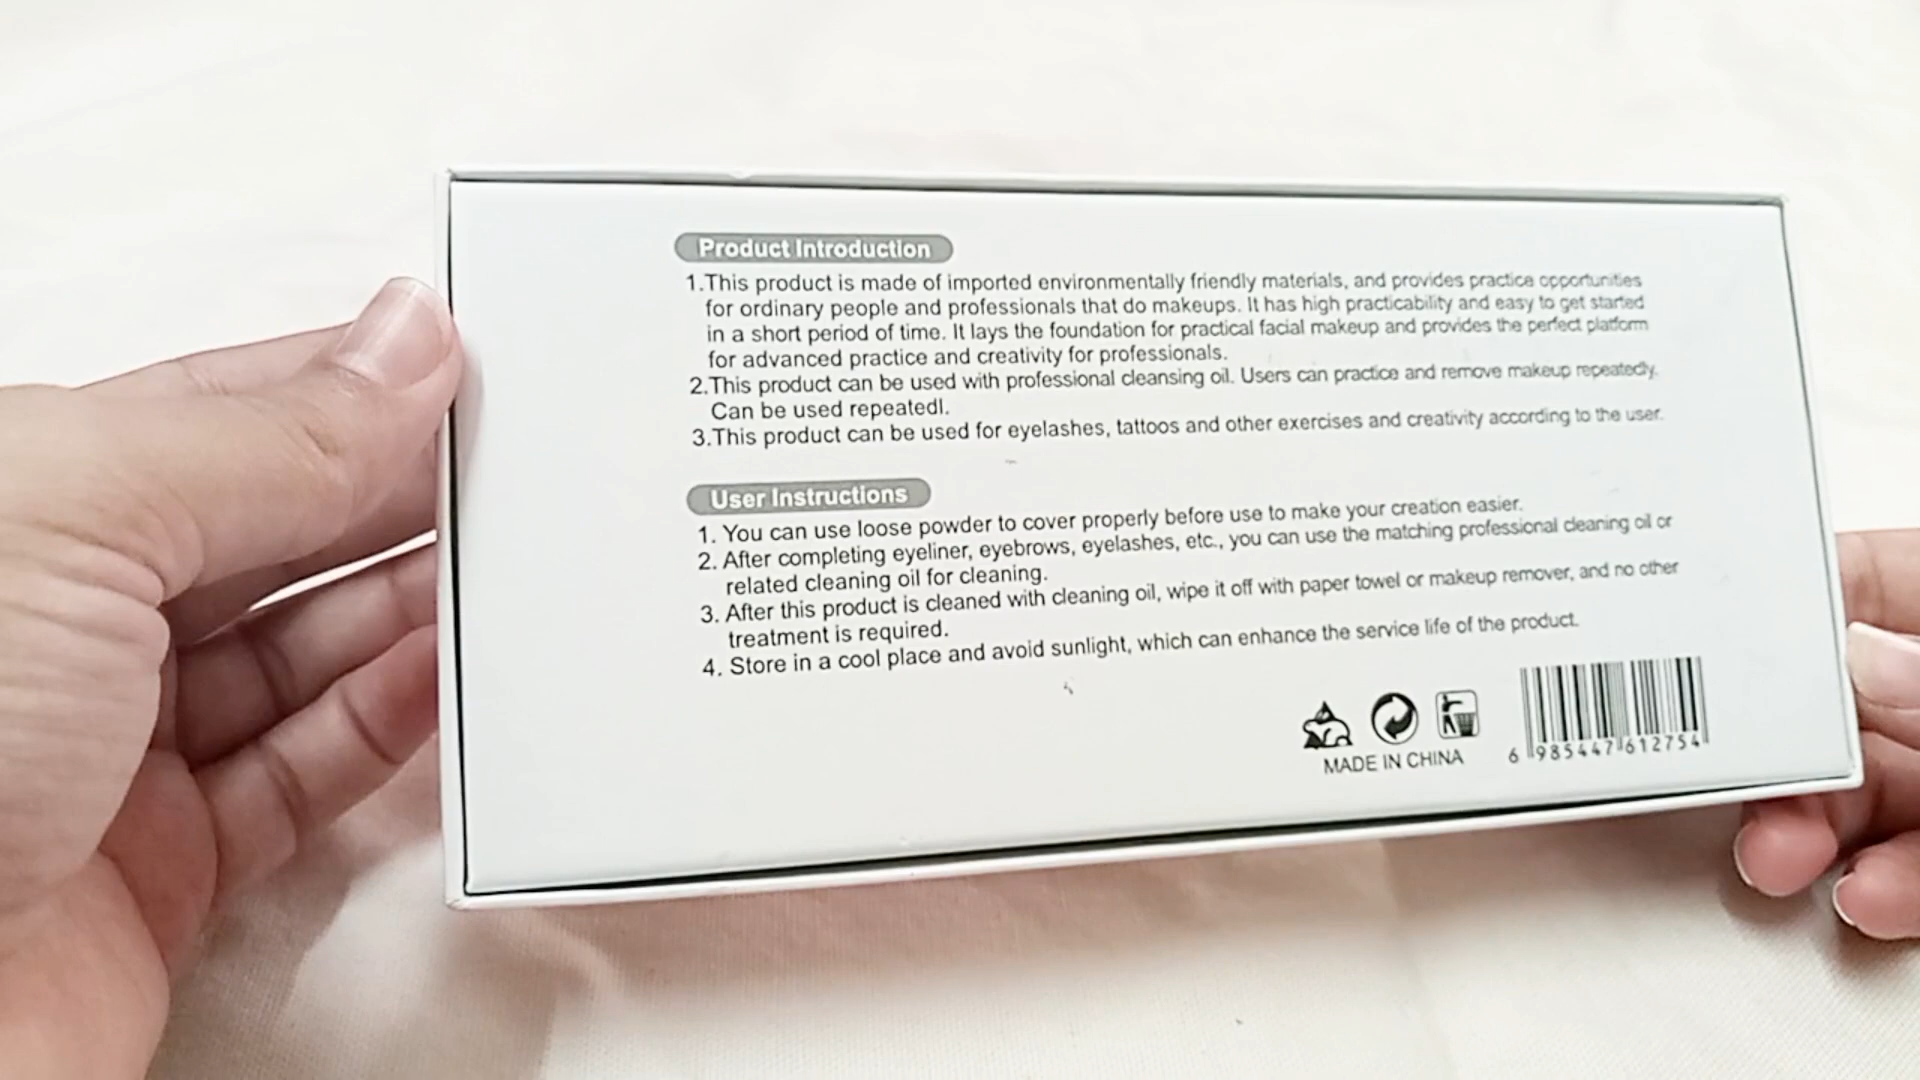 Product Introduction
1.This product is made of imported environmentally friendly materials, and provides practice opportunities
for ordinary people and professionals that do makeups. It has high practicability and easy to get started
in a short period of time. It lays the foundation for practical facial makeup and provides the perfect platform
for advanced practice and creativity for professionals.
2.This product can be used with professional cleansing oil. Users can practice and remove makeup repeatedly.
Can be used repeatedl.
3.This product can be used for eyelashes, tattoos and other exercises and creativity according to the user.
User Instructions
1. You can use loose powder to cover properly before use to make your creation easier.
2. After completing eyeliner, eyebrows, eyelashes, etc., you can use the matching professional cleaning oil or
related cleaning oil for cleaning.
3. After this product is cleaned with cleaning oil, wipe it off with paper towel or makeup remover, and no other
treatment is required.
4. Store in a cool place and avoid sunlight, which can enhance the service life of the product.
MADE IN CHINA
6 985447 612754